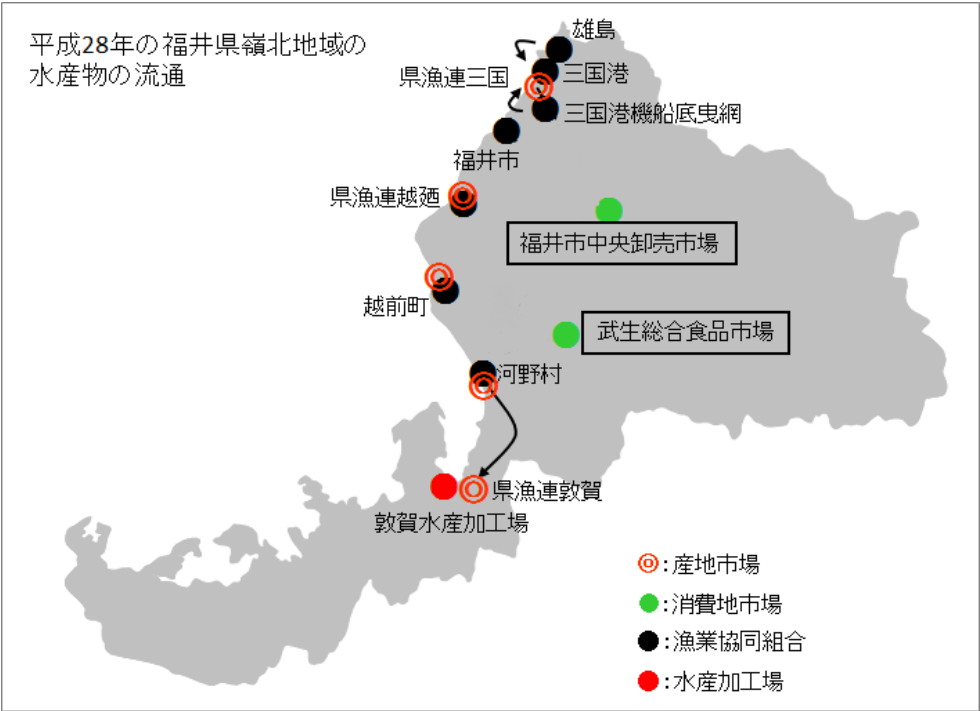 平成28年の福井県嶺北地域の
水産物の流通
雄島
県漁連三国
三国港
三国港機船底曳網
福井市
県漁連越廼
福井市中央卸売市場
越前町
武生総合食品市場
河野村
県漁連敦賀
敦賀水産加工場
:産地市場
:消費地市場
:漁業協同組合
:水産加工場